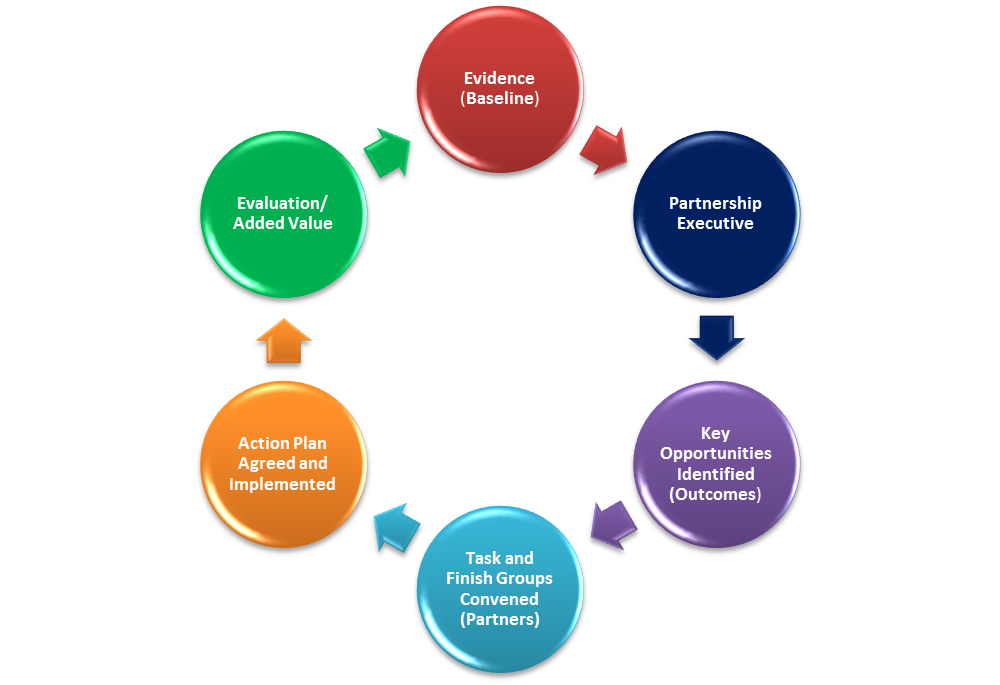 Evidence
(Baseline)
Partnership
Executive
Key
Opportunities
Identified
(Outcomes)
Task and
Finish Groups
Convened
(Partners)
Action Plan
Agreed and
Implemented
Evaluation/
Added Value